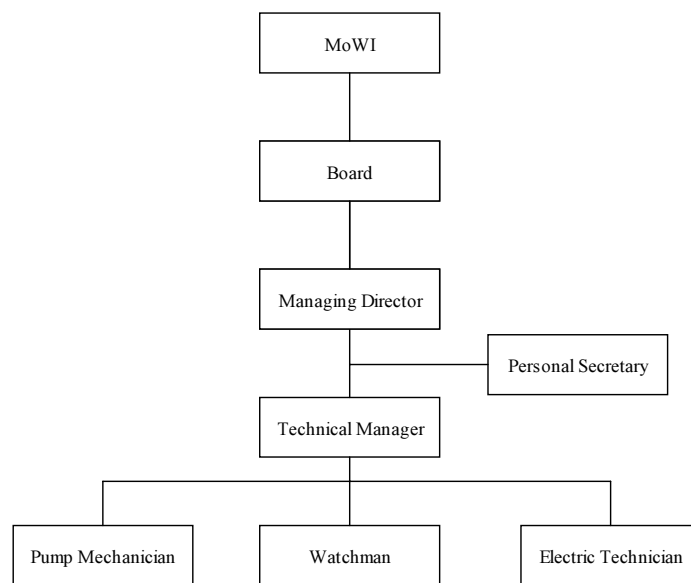 MoWI
Board
Managing Director
Personal Secretary
Technical Manager
Pump Mechanician
Watchman
Electric Technician